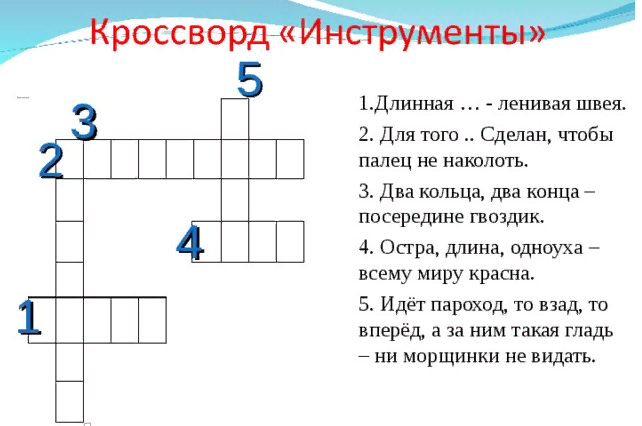 Кроссворд «Инструменты»
5
3
2
4
1
1.Длинная … - ленивая швея.
2. Для того .. Сделан, чтобы
палец не наколоть.
3. Два кольца, два конца –
посередине гвоздик.
4. Остра, длина, одноуха –
всему миру красна.
5. Идёт пароход, то взад, то
вперёд, а за ним такая гладь
– ни морщинки не видать.